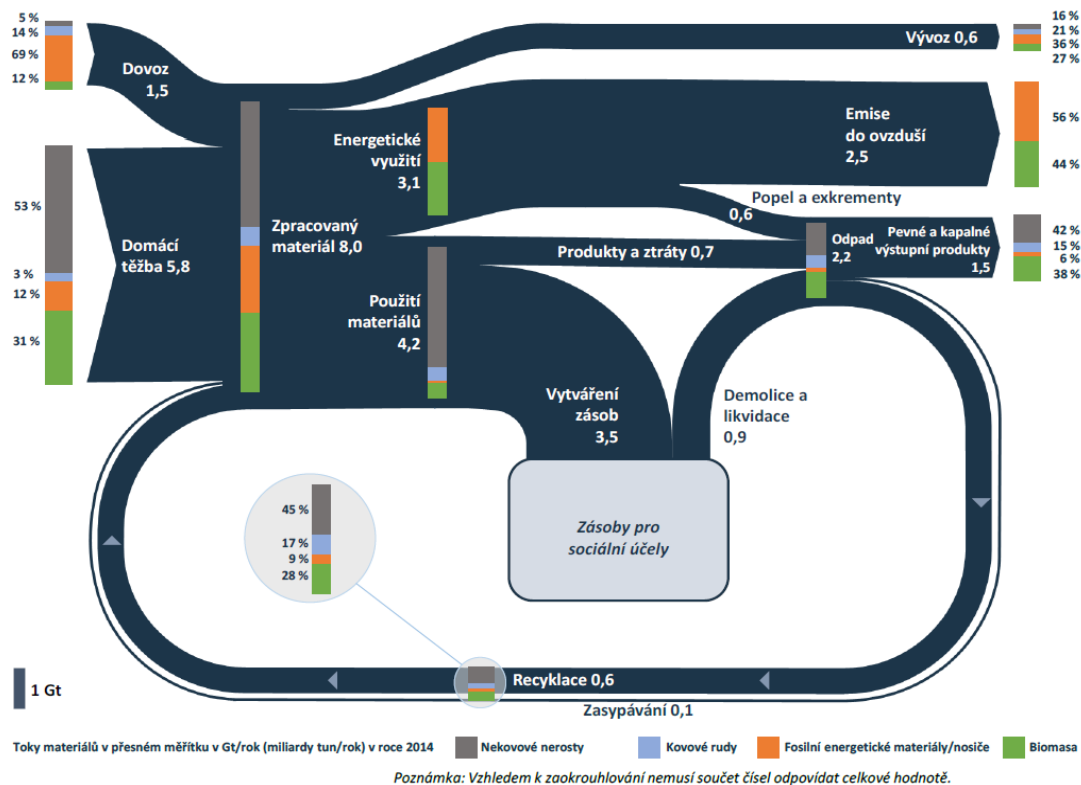 5 %
14 %
69 %
12 %
Dovoz
1,5
53 %
3 %
12 %
31 %
Domácí
těžba 5,8
Zpracovaný
materiál 8,0
Energetické
využití
3,1
Použití
materiálů
4,2
Vývoz 0,6
16 %
21 %
36 %
27 %
Emise
do ovzduší
2,5
56 %
44 %
Popel a exkrementy
0,6
Produkty a ztráty 0,7
Odpad
2,2
Pevné a kapalné
výstupní produkty
1,5
42 %
15 %
6 %
38 %
Vytváření
zásob
3,5
Demolice a
likvidace
0,9
Zásoby pro
sociální účely
45 %
17 %
9 %
28 %
Recyklace 0,6
Zasypávání 0,1
1 Gt
Toky materiálů v přesném měřítku v Gt/rok (miliardy tun/rok) v roce 2014
Nekovové nerosty
Kovové rudy
Fosilní energetické materiály/nosiče
Biomasa
Poznámka: Vzhledem k zaokrouhlování nemusí součet čísel odpovídat celkové hodnotě.